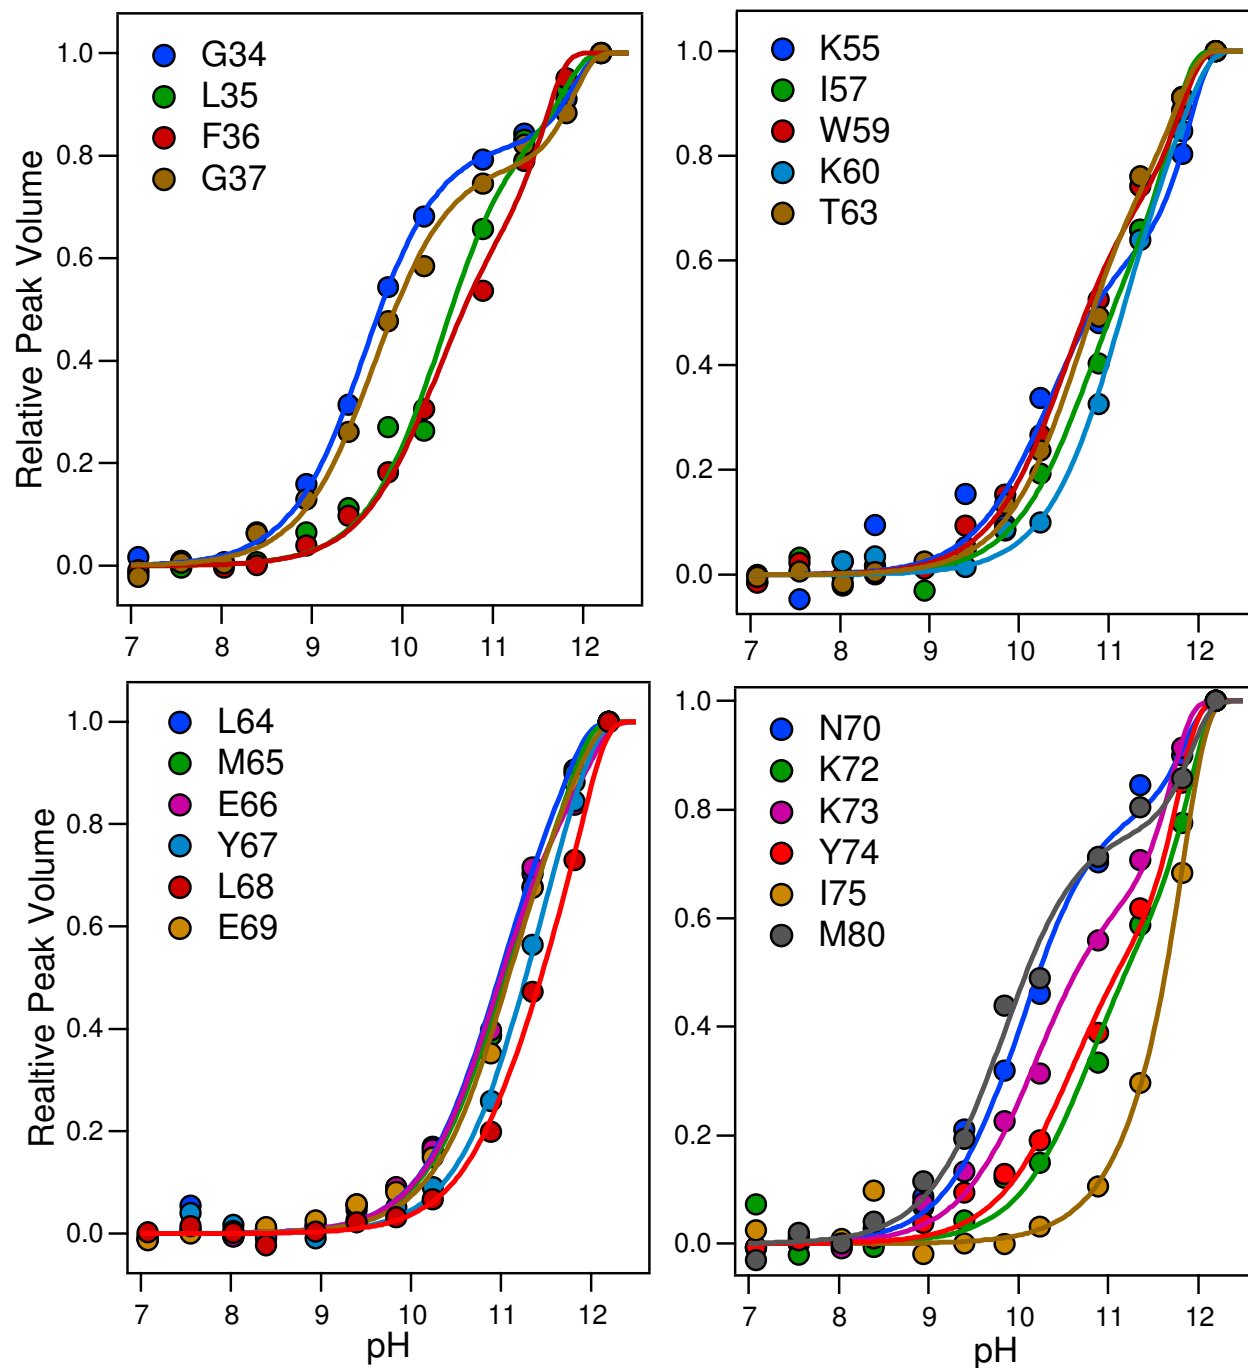 Relative Peak Volume
1.0
0.8
0.6
0.4
0.2
0.0
G34
L35
F36
G37
7 8 9 10 11 12
1.0
0.8
0.6
0.4
0.2
0.0
K55
I57
W59
K60
T63
7 8 9 10 11 12
Realtive Peak Volume
1.0
0.8
0.6
0.4
0.2
0.0
L64
M65
E66
Y67
L68
E69
7 8 9 10 11 12
pH
1.0
0.8
0.6
0.4
0.2
0.0
N70
K72
K73
Y74
I75
M80
7 8 9 10 11 12
pH